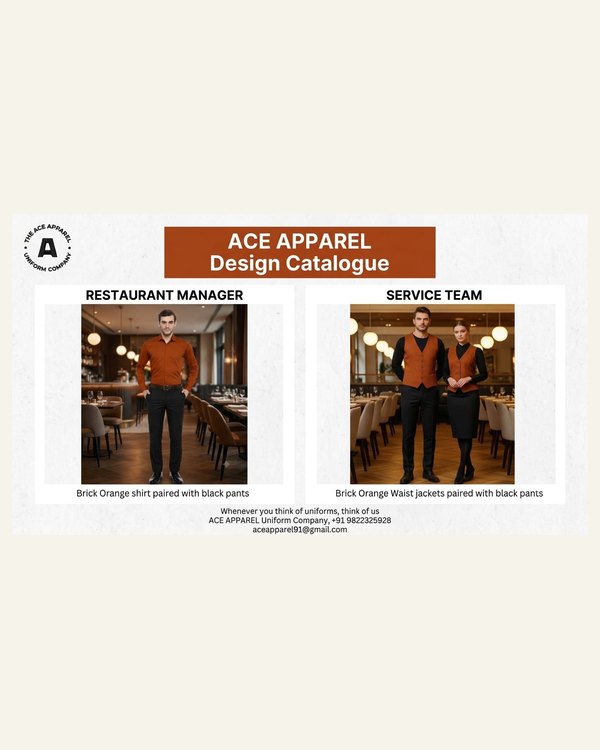 THE ACE APPAREL
A
UNIFORM COMPANY
ACE APPAREL
Design Catalogue
RESTAURANT MANAGER
Brick Orange shirt paired with black pants
SERVICE TEAM
Brick Orange Waist jackets paired with black pants
Whenever you think of uniforms, think of us
ACE APPAREL Uniform Company, +91 9822325928
aceapparel91@gmail.com